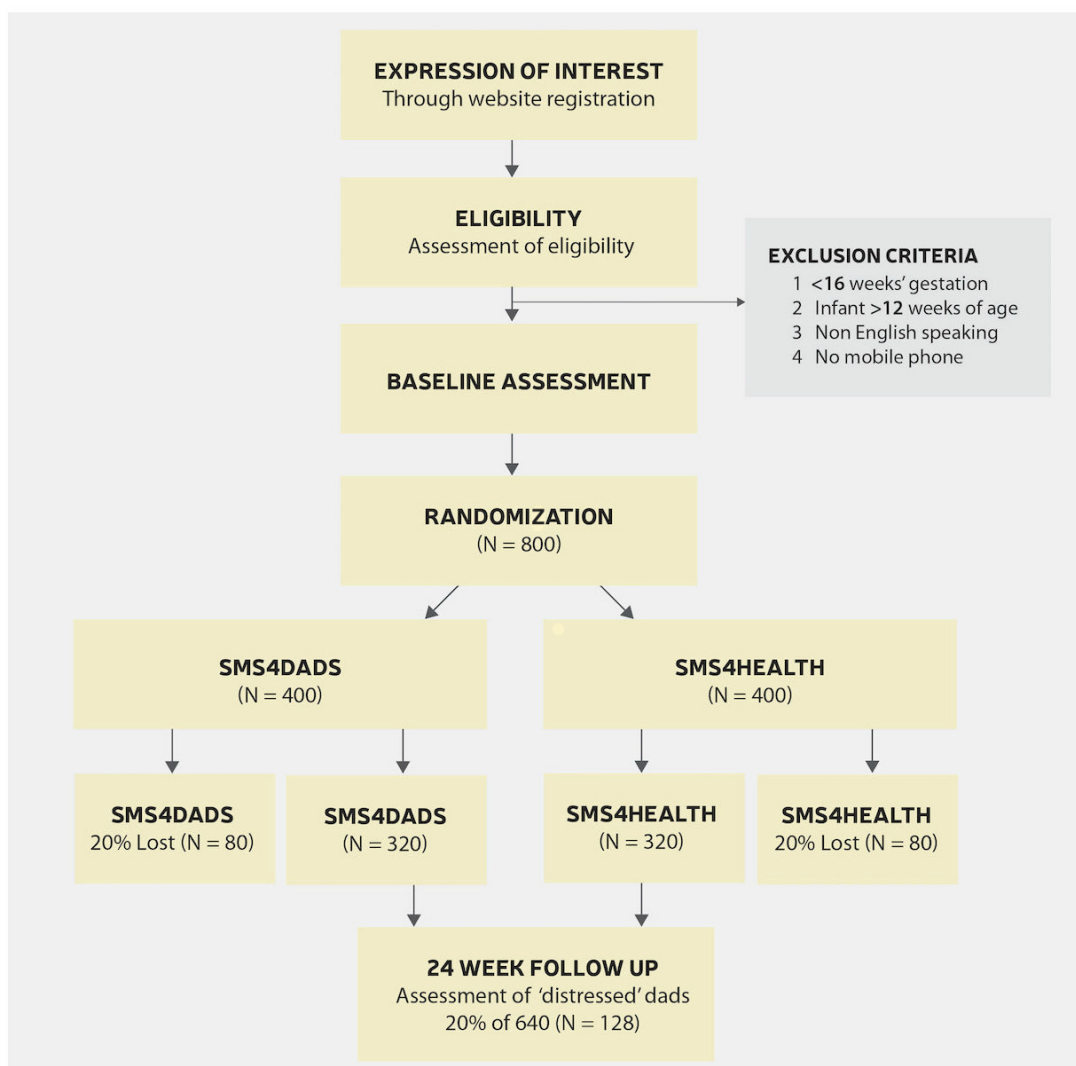 EXPRESSION OF INTEREST
Through website registration
ELIGIBILITY
Assessment of eligibility
EXCLUSION CRITERIA
1 <16 weeks' gestation
2 Infant >12 weeks of age
3 Non English speaking
4 No mobile phone
BASELINE ASSESSMENT
RANDOMIZATION
(N = 800)
SMS4DADS
(N = 400)
SMS4HEALTH
(N = 400)
SMS4DADS
20% Lost (N = 80)
SMS4DADS
(N = 320)
SMS4HEALTH
(N = 320)
SMS4HEALTH
20% Lost (N = 80)
24 WEEK FOLLOW UP
Assessment of 'distressed' dads
20% of 640 (N = 128)